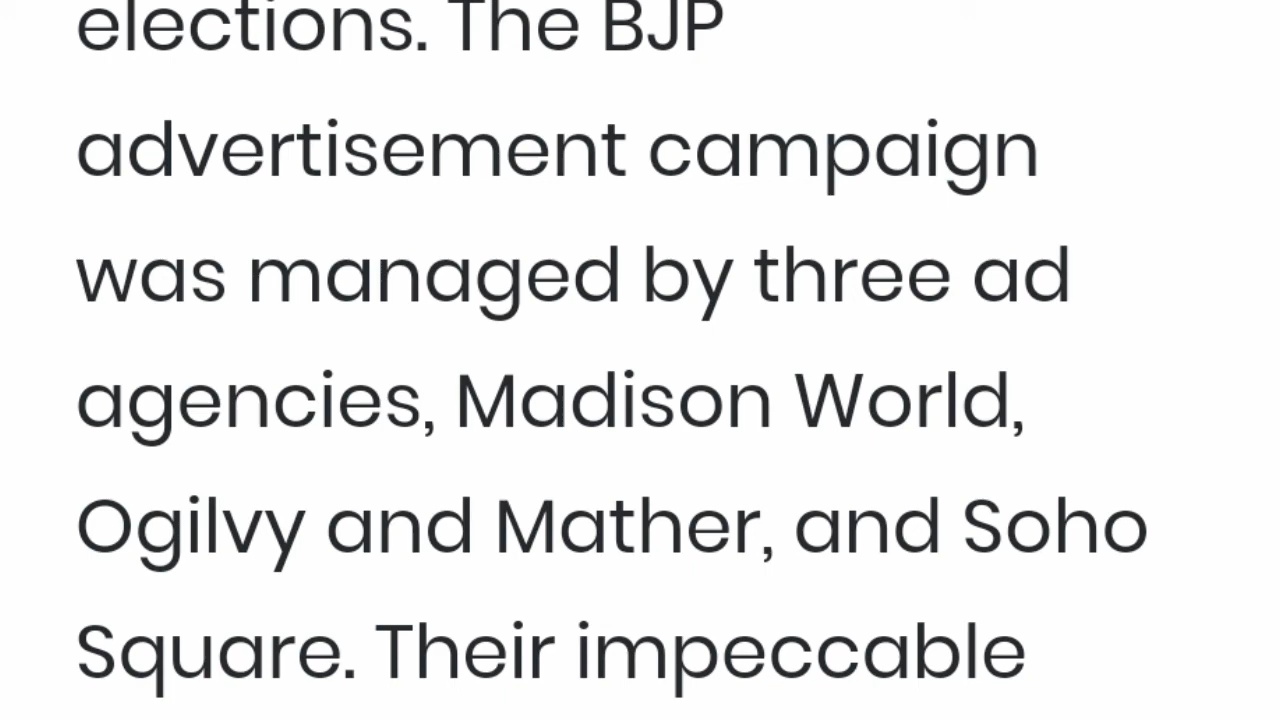 elections. The BJP
advertisement campaign
was managed by three ad
agencies, Madison World,
Ogilvy and Mather, and Soho
Square. Their impeccable